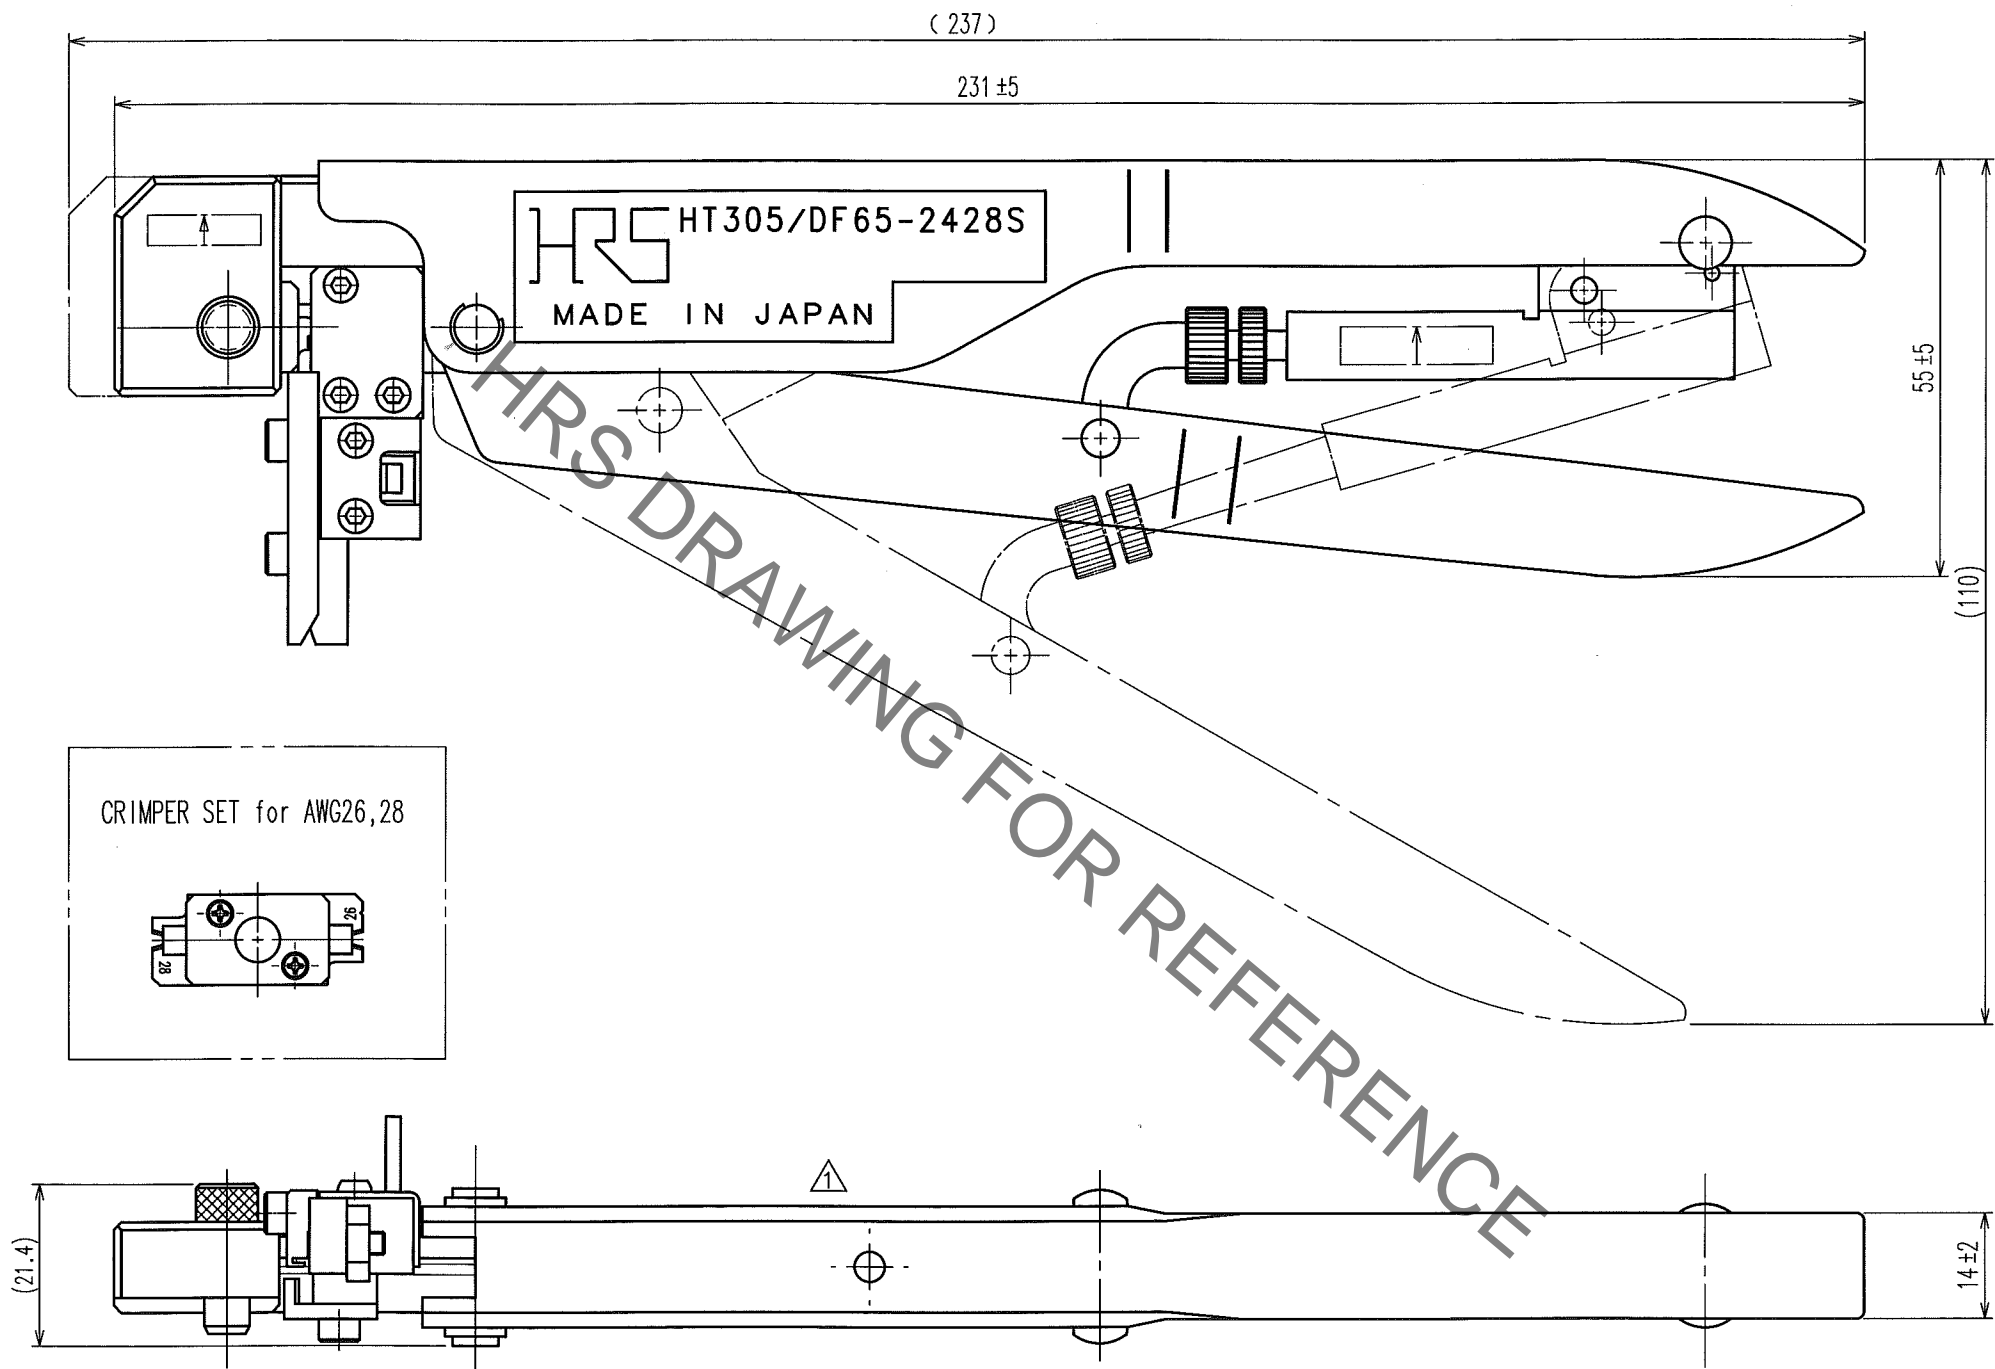 (237)
231±5
HRS HT305/DF65-2428S
MADE IN JAPAN
55±5
(110)
HRS DRAWING FOR REFERENCE
CRIMPER SET for AWG26,28
26
28
1
(21.4)
14±2